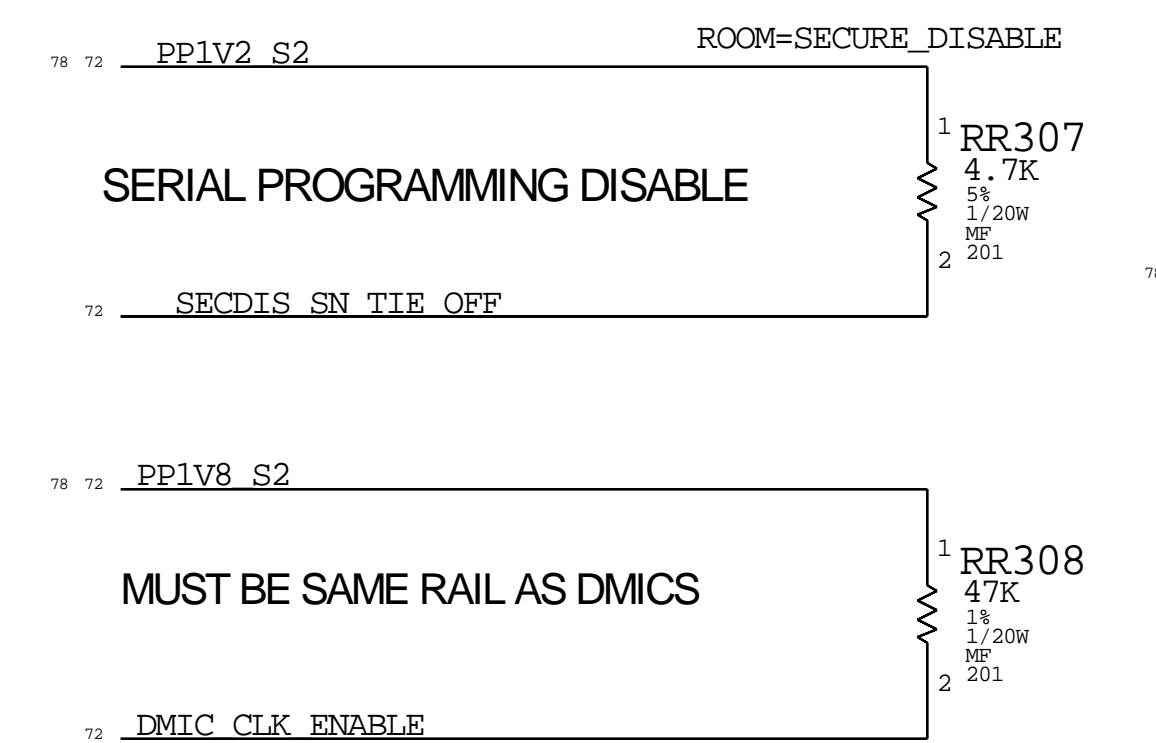 ROOM=SECURE_DISABLE
78 72 PP1V2_S2
1 RR307
4.7K
5%
1/20W
MF
201
2
SERIAL PROGRAMMING DISABLE
78
72 SECDIS_SN_TIE_OFF
78 72 PP1V8_S2
1 RR308
47K
1%
1/20W
MF
201
2
MUST BE SAME RAIL AS DMICS
72 DMIC_CLK_ENABLE